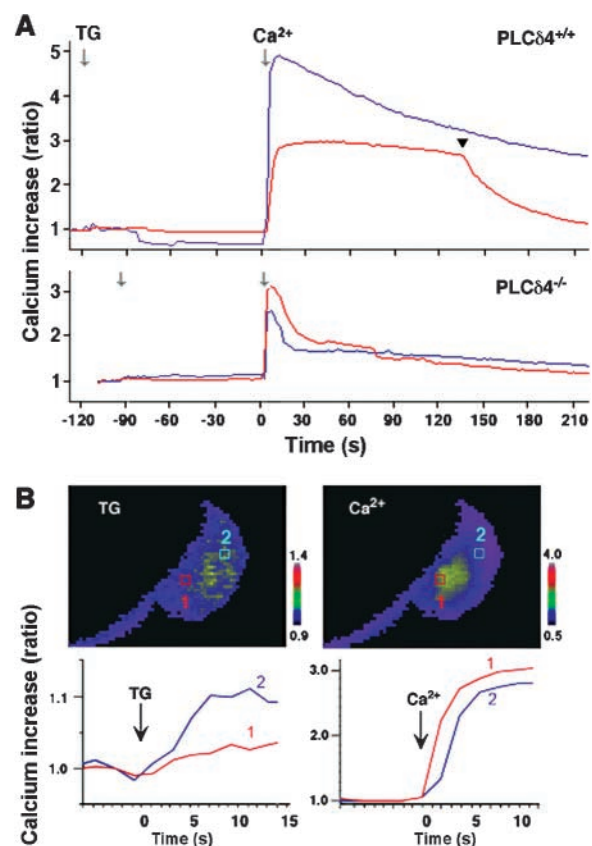 A
TG
Ca²⁺
PLCδ4⁺/⁺
Calcium increase (ratio)
5
4
3
2
1
PLCδ4⁻/⁻
3
2
1
-120 -90 -60 -30 0 30 60 90 120 150 180 210
Time (s)
B
TG
2
1
1.4
0.9
Ca²⁺
2
1
4.0
0.5
Calcium increase (ratio)
1.1
1.0
TG
2
1
0 5 10 15
Time (s)
3.0
2.0
1.0
Ca²⁺
1
2
0 5 10
Time (s)